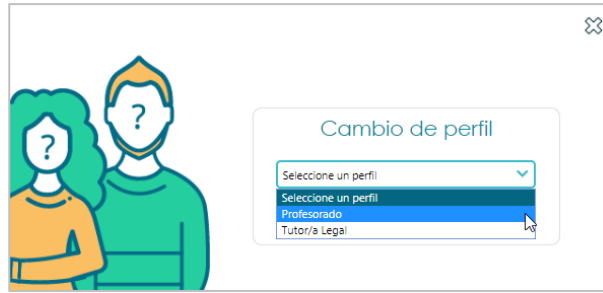 ?
?
Cambio de perfil
Seleccione un perfil
Seleccione un perfil
Profesorado
Tutor/a Legal